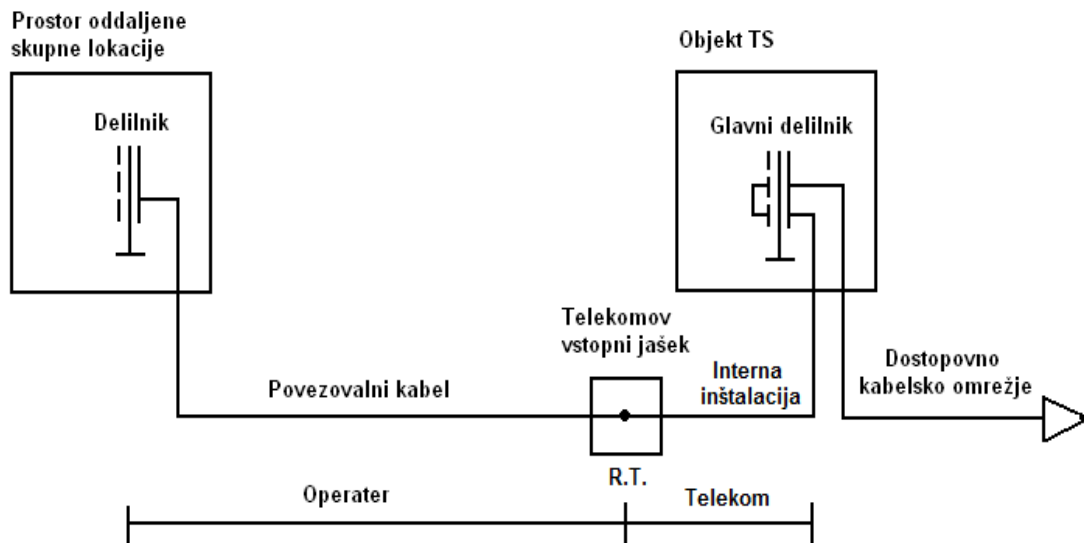 Prostor oddaljene
skupne lokacije
Objekt TS
Delilnik
Glavni delilnik
Telekomov
vstopni jašek
Povezovalni kabel
Interna
inštalacija
Dostopovno
kabelsko omrežje
R.T.
Operater
Telekom